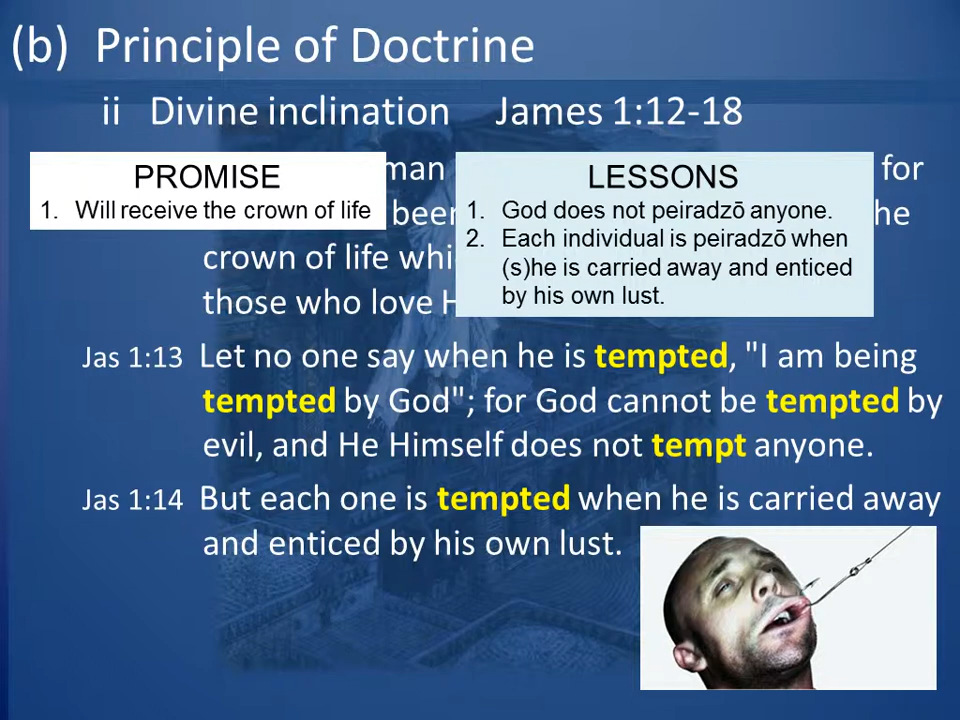 (b) Principle of Doctrine
ii Divine inclination James 1:12-18
PROMISE
1. Will receive the crown of life
LESSONS
1. God does not peiradzō anyone.
2. Each individual is peiradzō when
(s)he is carried away and enticed
by his own lust.
man for
been he
crown of life whi
those who love H
Jas 1:13 Let no one say when he is tempted, "I am being
tempted by God"; for God cannot be tempted by
evil, and He Himself does not tempt anyone.
Jas 1:14 But each one is tempted when he is carried away
and enticed by his own lust.